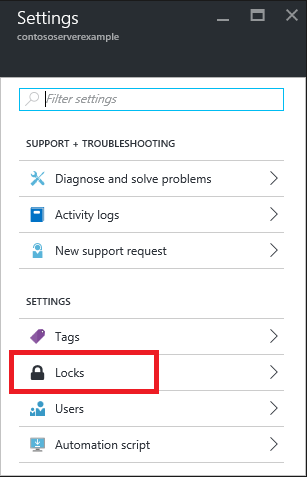 Settings
contososerverexample
Filter settings
SUPPORT + TROUBLESHOOTING
Diagnose and solve problems
Activity logs
New support request
SETTINGS
Tags
Locks
Users
Automation script